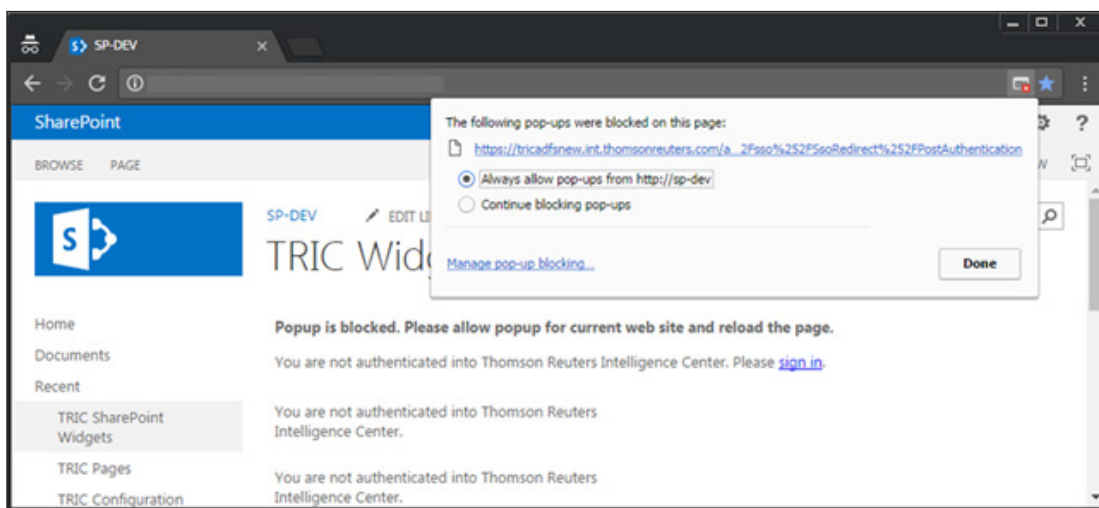 SP-DEV
SharePoint
BROWSE PAGE
The following pop-ups were blocked on this page:
https://tricadfsnew.int.thomsonreuters.com/a...2Fsso%252FSsoRedirect%252FPostAuthentication
Always allow pop-ups from http://sp-dev
Continue blocking pop-ups
Manage pop-up blocking...
Done
?
W
S
SP-DEV EDIT LI
TRIC Wid
Home
Documents
Recent
TRIC SharePoint
Widgets
TRIC Pages
TRIC Configuration
Popup is blocked. Please allow popup for current web site and reload the page.
You are not authenticated into Thomson Reuters Intelligence Center. Please sign in.
You are not authenticated into Thomson Reuters
Intelligence Center.
You are not authenticated into Thomson Reuters
Intelligence Center.